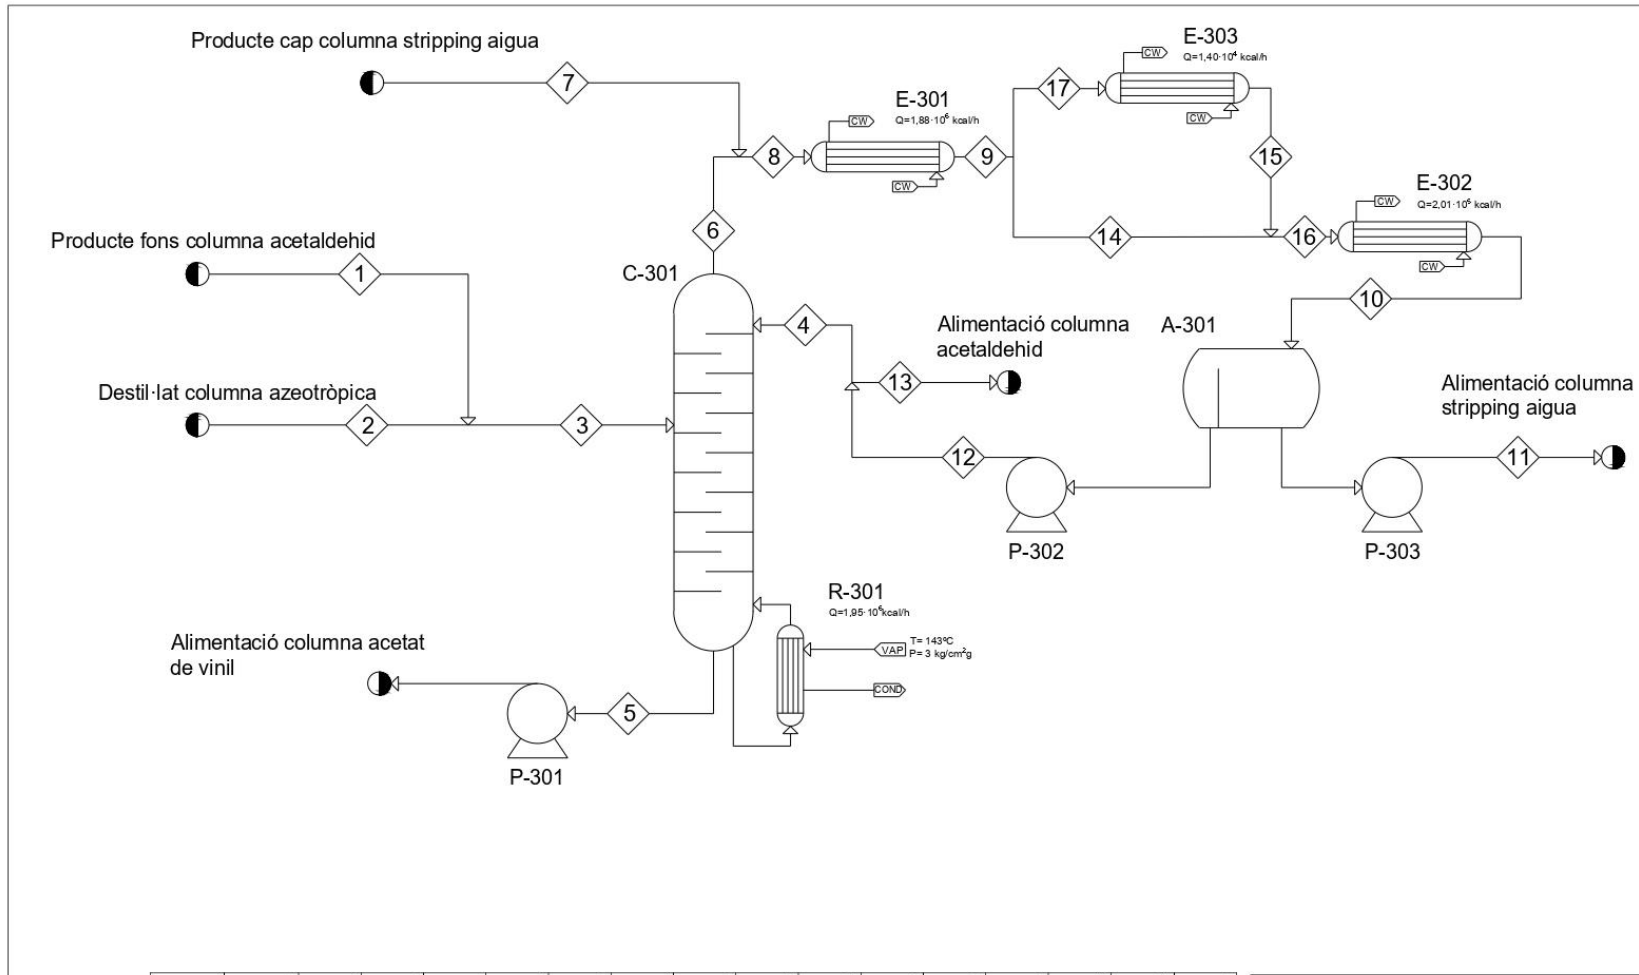 Producte cap columna stripping aigua
7
E-303
Q=1,40·10⁴ kcal/h
CW
17
CW
E-301
Q=1,88·10⁶ kcal/h
CW
8
9
CW
15
E-302
Q=2,01·10⁶ kcal/h
CW
14
16
CW
6
Producte fons columna acetaldehid
1
C-301
10
4
Alimentació columna
acetaldehid
A-301
13
Destil·lat columna azeotròpica
2
3
Alimentació columna
stripping aigua
12
11
P-302
P-303
R-301
Q=1,95·10⁶kcal/h
VAP
T= 143ºC
P= 3 kg/cm²g
COND
Alimentació columna acetat
de vinil
5
P-301